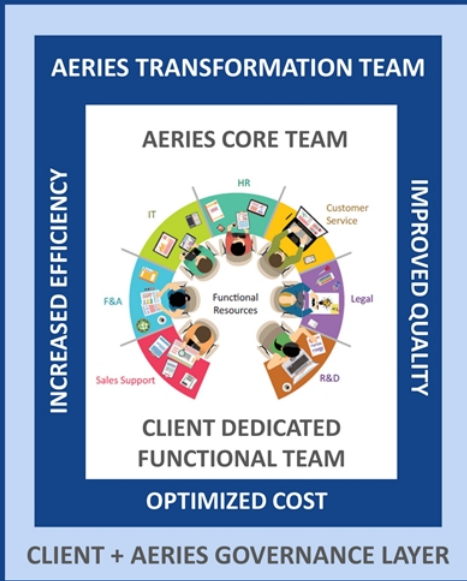 AERIES TRANSFORMATION TEAM
AERIES CORE TEAM
HR
IT
Customer
Service
F&A
Functional
Resources
Legal
Sales Support
R&D
INCREASED EFFICIENCY
IMPROVED QUALITY
CLIENT DEDICATED
FUNCTIONAL TEAM
OPTIMIZED COST
CLIENT + AERIES GOVERNANCE LAYER